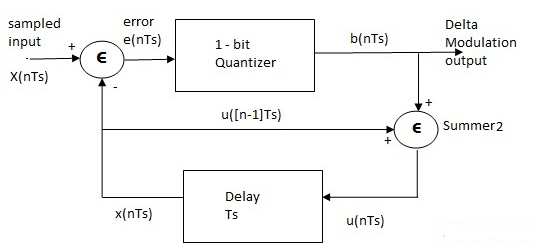 sampled
input
+
X(nTs)
ϵ
-
error
e(nTs)
1 - bit
Quantizer
b(nTs)
Delta
Modulation
output
u([n-1]Ts)
+
+
ϵ
Summer2
Delay
Ts
x(nTs)
u(nTs)